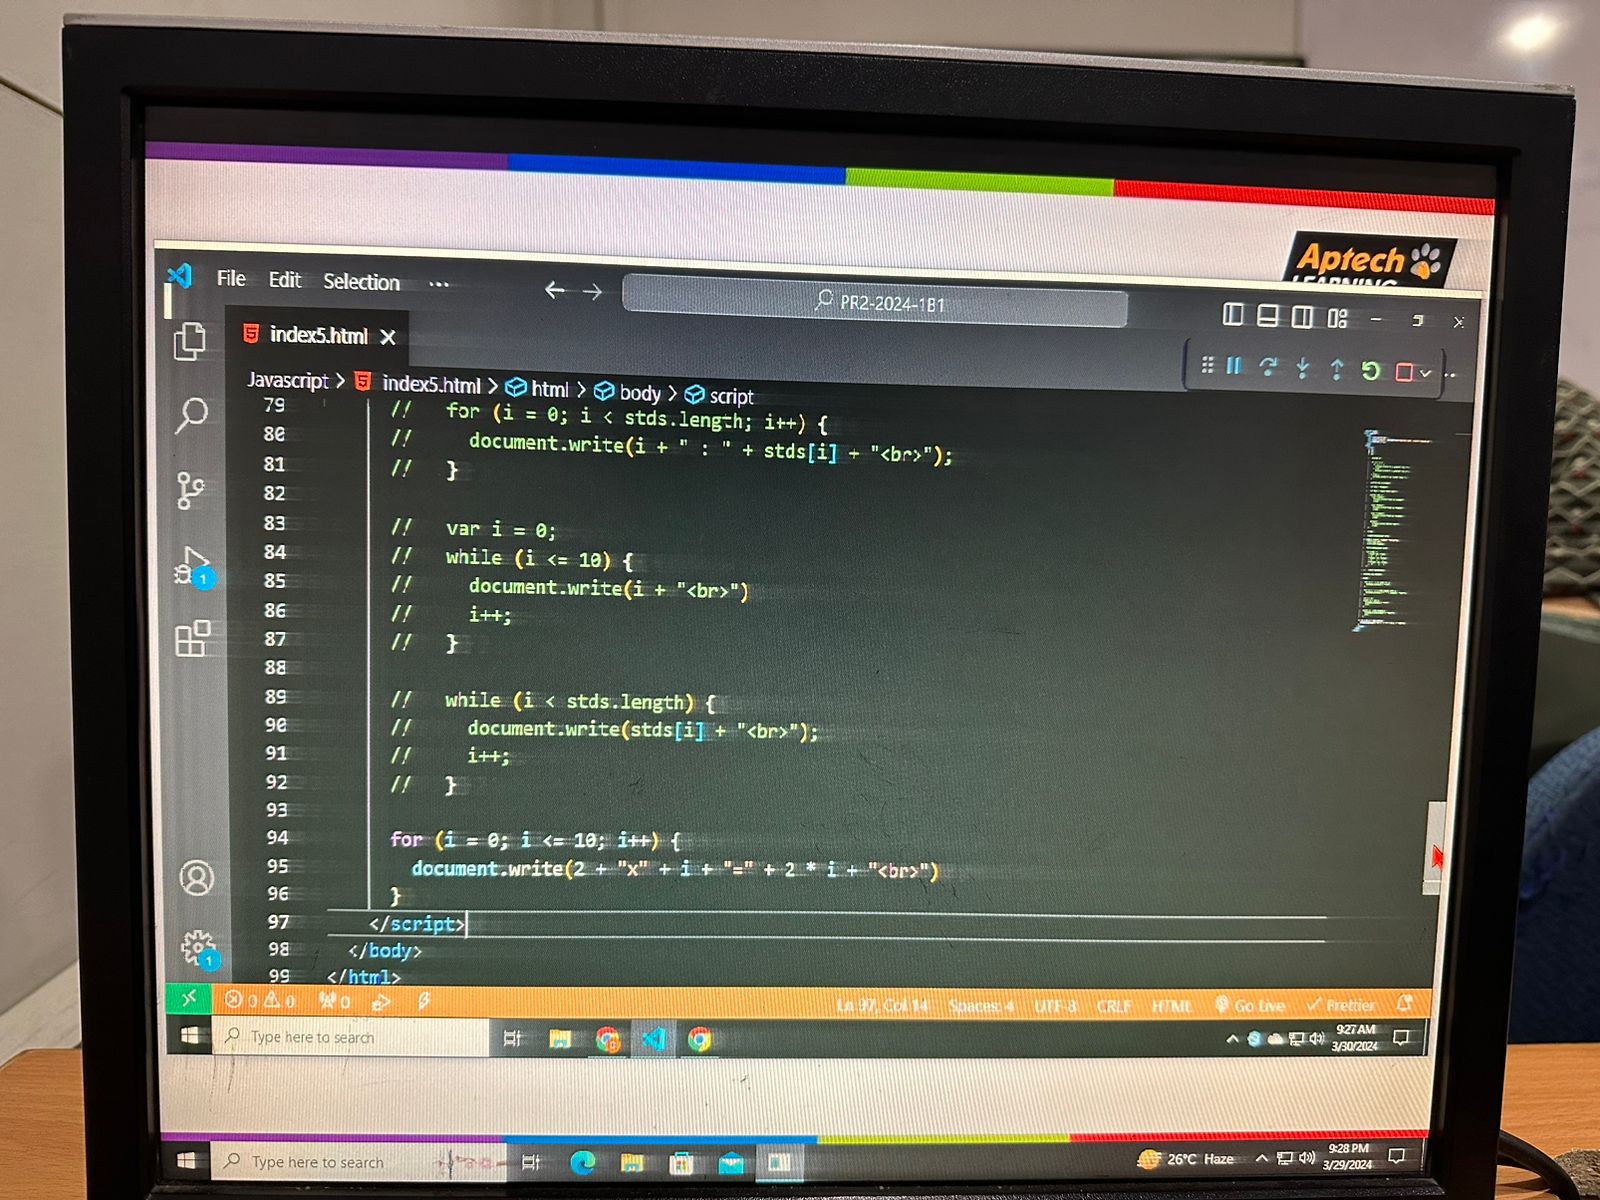 Aptech
LEARNING
File Edit Selection ...
PR2-2024-1B1
index5.html
Javascript > index5.html > html > body > script
79 // for (i = 0; i < stds.length; i++) {
80 // document.write(i + " : " + stds[i] + "<br>");
81 // }
82
83 // var i = 0;
84 // while (i <= 10) {
85 // document.write(i + "<br>")
86 // i++;
87 // }
88
89 // while (i < stds.length) {
90 // document.write(stds[i] + "<br>");
91 // i++;
92 // }
93
94 for (i = 0; i <= 10; i++) {
95 document.write(2 + "x" + i + "=" + 2 * i + "<br>")
96 }
97 </script>
98 </body>
99 </html>
1
1
0 0 0 Ln 97, Col 14 Spaces: 4 UTF-8 CRLF HTML Go Live Prettier
Type here to search 9:27 AM
3/30/2024
Type here to search 26°C Haze 9:28 PM
3/29/2024